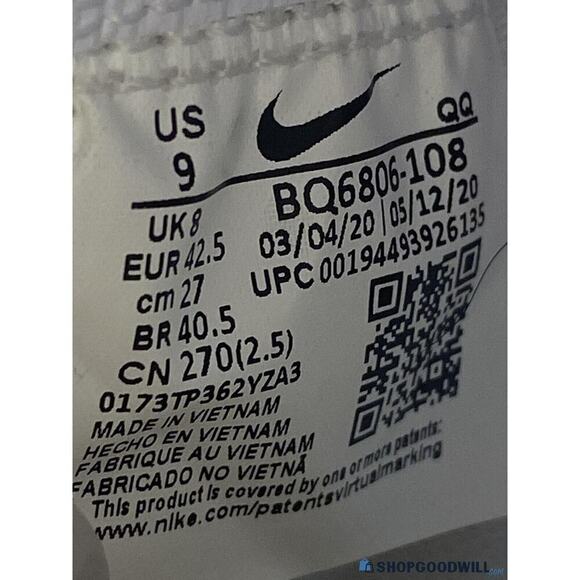 US
9
QQ
BQ6806-108
03/04/20 | 05/12/20
UPC 00194493926135
UK 8
EUR 42.5
cm 27
BR 40.5
CN 270(2.5)
0173TP362YZA3
MADE IN VIETNAM
HECHO EN VIETNAM
FABRIQUE AU VIETNAM
FABRICADO NO VIETNÃ
This product is covered by one or more patents:
www.nike.com/patentsvirtualmarking
SHOPGOODWILL.com